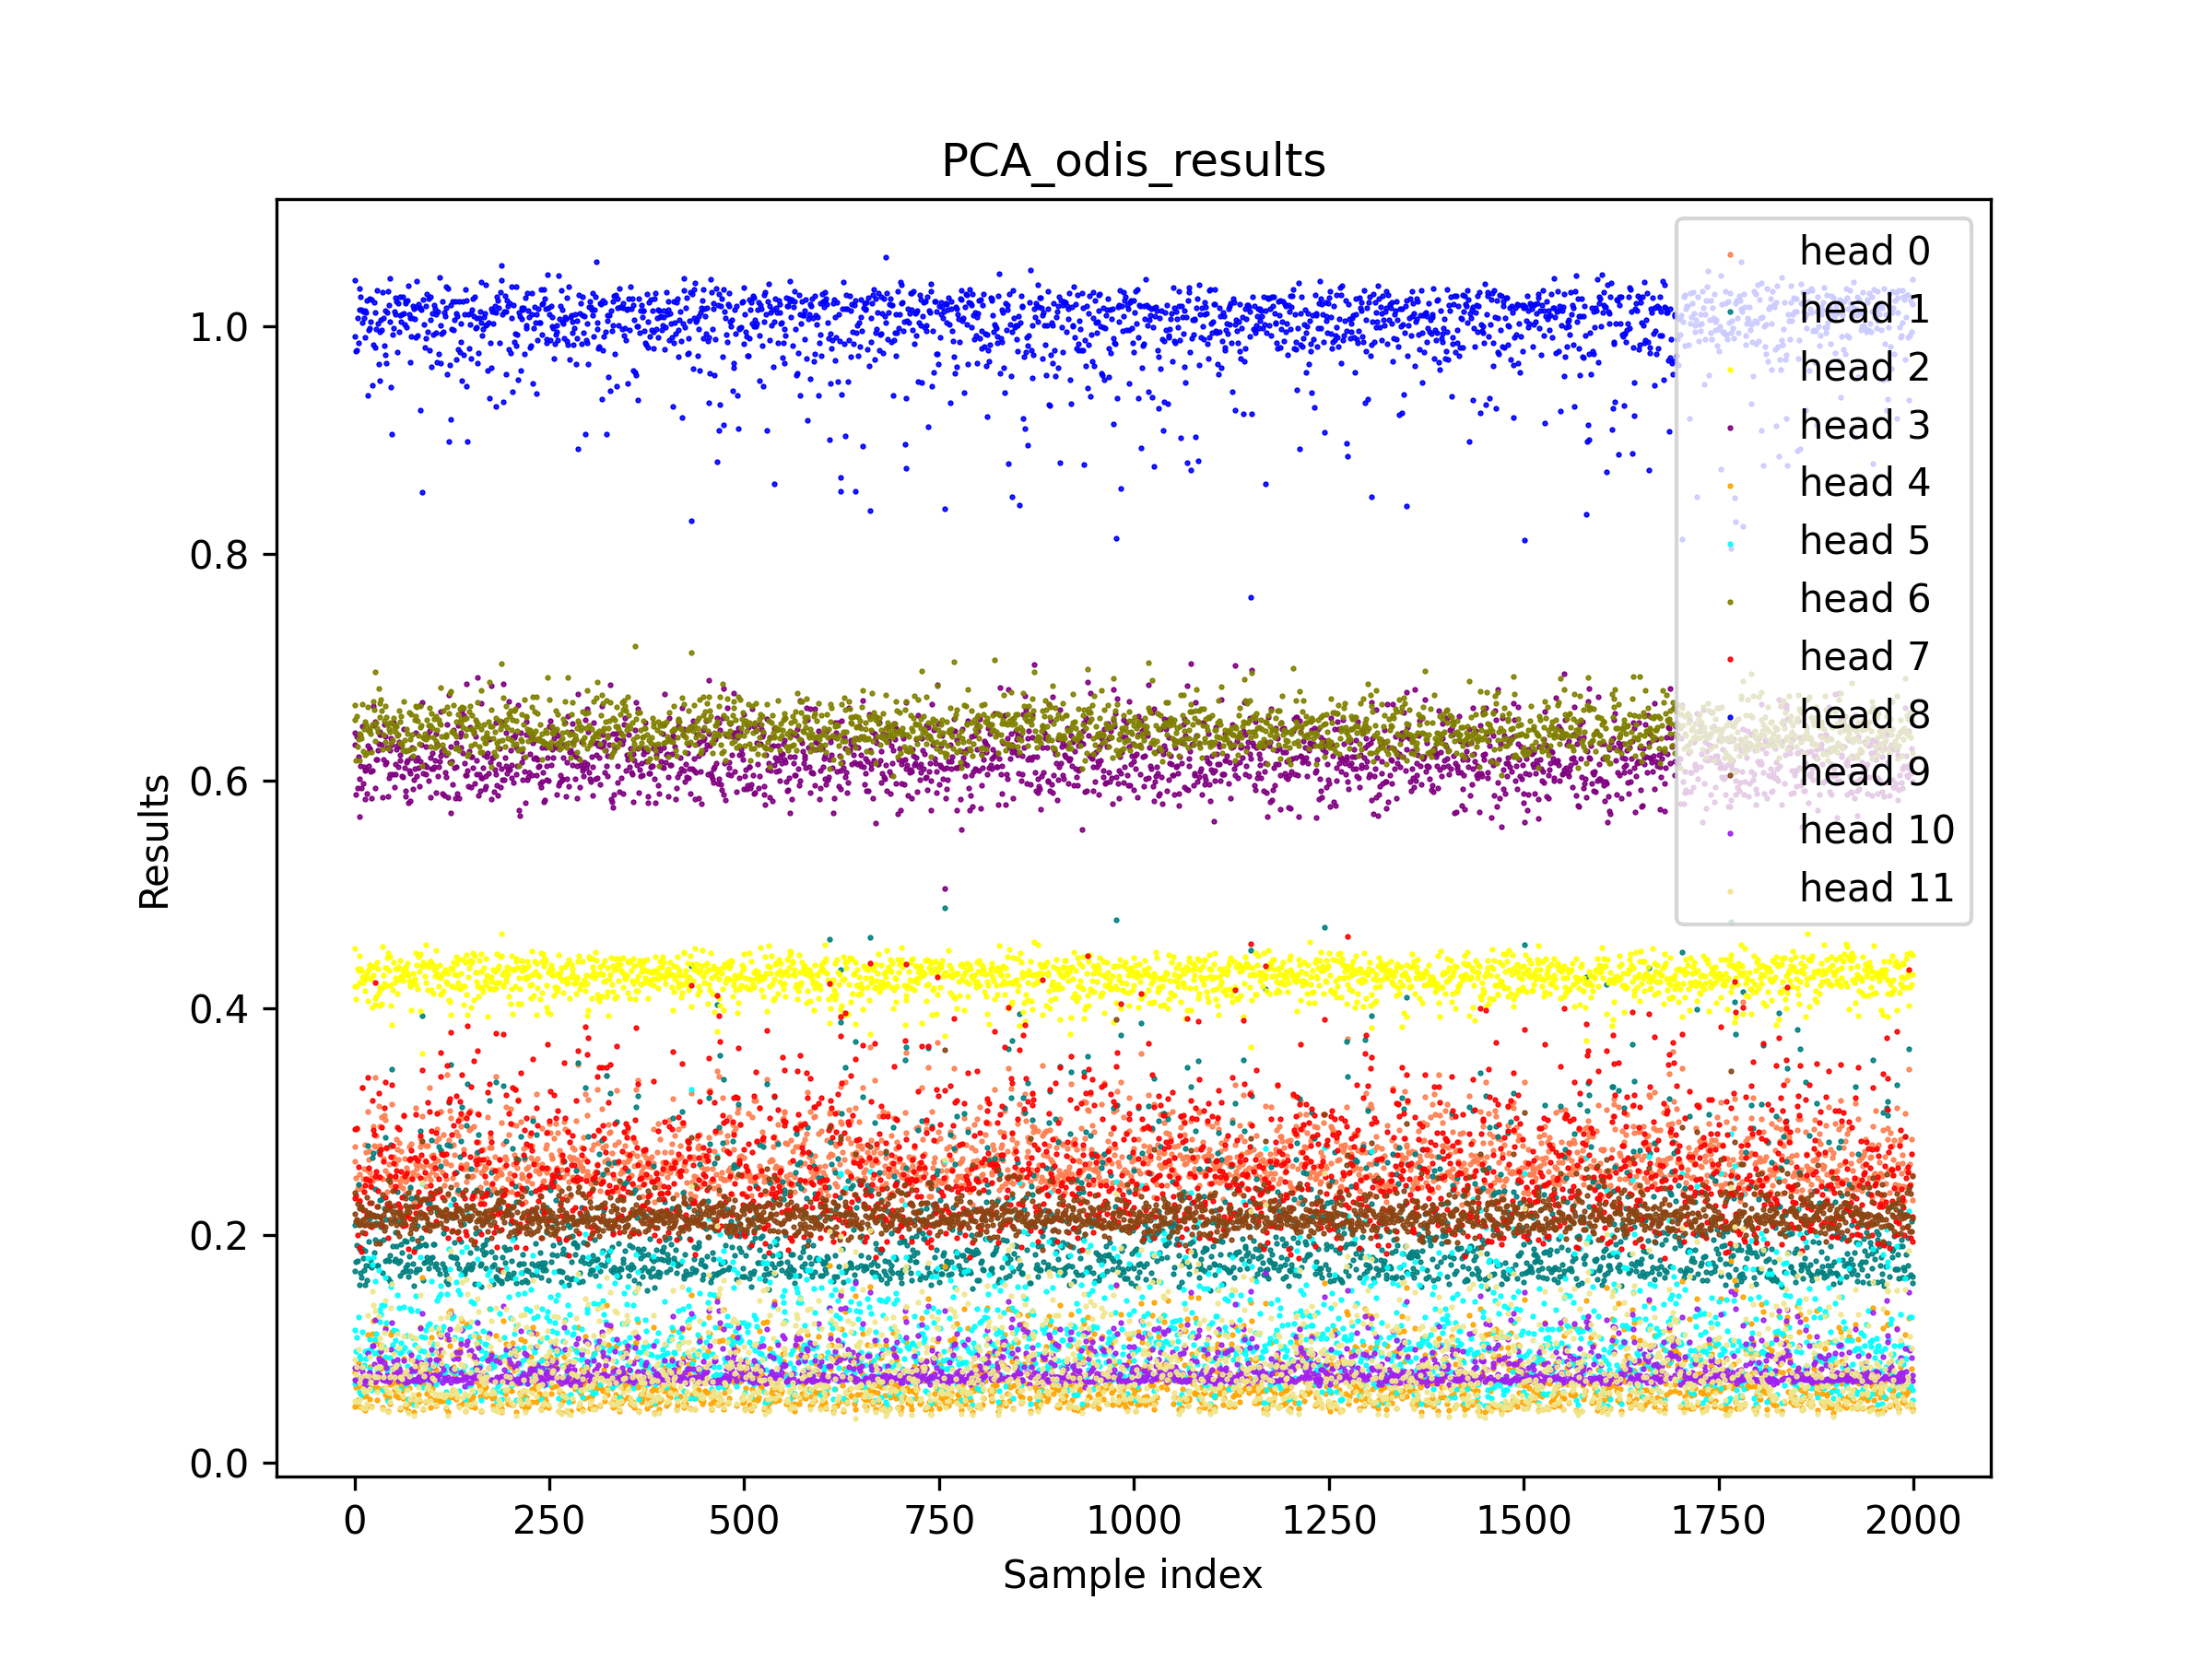 PCA_odis_results
head 0
head 1
head 2
head 3
head 4
head 5
head 6
head 7
head 8
head 9
head 10
head 11
Results
1.0
0.8
0.6
0.4
0.2
0.0
0 250 500 750 1000 1250 1500 1750 2000
Sample index